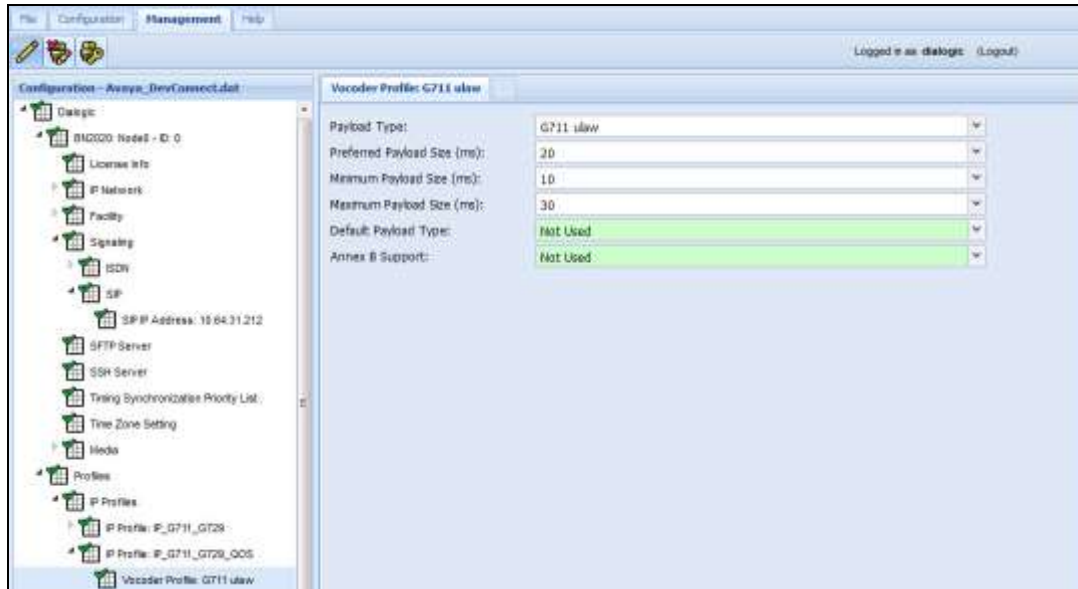 File Configuration Management Help
Logged in as dialogic (Logout)
Configuration - Avaya_DevConnect.dat
Dialogic
BN2020 Node0 - ID: 0
License Info
IP Network
Facility
Signaling
ISDN
SIP
SIP IP Address: 10.64.31.212
SFTP Server
SSH Server
Timing Synchronization Priority List
Time Zone Setting
Media
Profiles
IP Profiles
IP Profile: IP_G711_G729
IP Profile: IP_G711_G729_QOS
Vocoder Profile: G711 ulaw
Vocoder Profile: G711 ulaw
Payload Type: G711 ulaw
Preferred Payload Size (ms): 20
Minimum Payload Size (ms): 10
Maximum Payload Size (ms): 30
Default Payload Type: Not Used
Annex B Support: Not Used